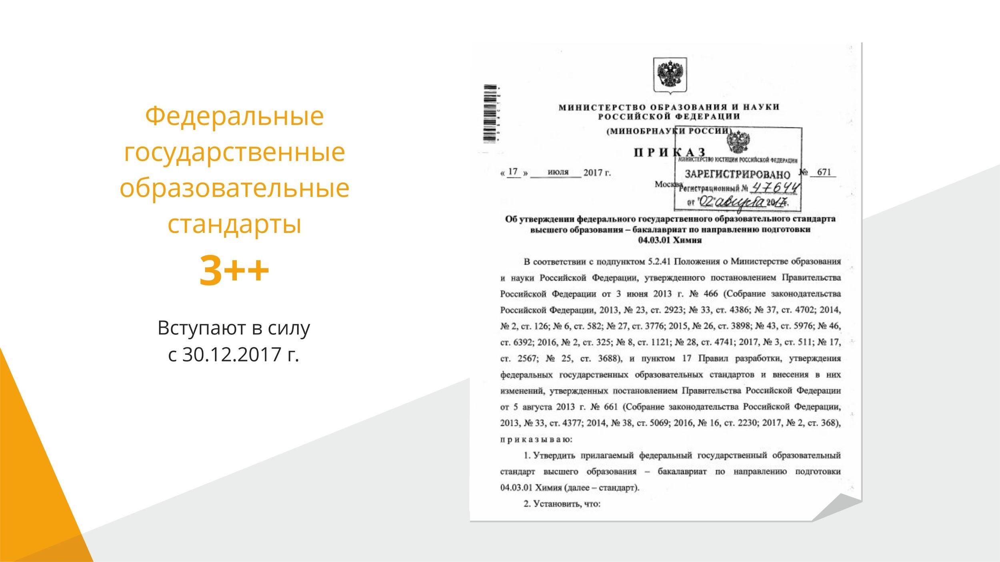 Федеральные
государственные
образовательные
стандарты
3++
Вступают в силу
с 30.12.2017 г.
МИНИСТЕРСТВО ОБРАЗОВАНИЯ И НАУКИ
РОССИЙСКОЙ ФЕДЕРАЦИИ
(МИНОБРНАУКИ РОССИИ)
ПРИКАЗ
МИНИСТЕРСТВО ЮСТИЦИИ РОССИЙСКОЙ ФЕДЕРАЦИИ
ЗАРЕГИСТРИРОВАНО
Регистрационный № 47644
от "02" августа 2017г.
« 17 » июля 2017 г. № 671
Москва
Об утверждении федерального государственного образовательного стандарта
высшего образования – бакалавриат по направлению подготовки
04.03.01 Химия
В соответствии с подпунктом 5.2.41 Положения о Министерстве образования
и науки Российской Федерации, утвержденного постановлением Правительства
Российской Федерации от 3 июня 2013 г. № 466 (Собрание законодательства
Российской Федерации, 2013, № 23, ст. 2923; № 33, ст. 4386; № 37, ст. 4702; 2014,
№ 2, ст. 126; № 6, ст. 582; № 27, ст. 3776; 2015, № 26, ст. 3898; № 43, ст. 5976; № 46,
ст. 6392; 2016, № 2, ст. 325; № 8, ст. 1121; № 28, ст. 4741; 2017, № 3, ст. 511; № 17,
ст. 2567; № 25, ст. 3688), и пунктом 17 Правил разработки, утверждения
федеральных государственных образовательных стандартов и внесения в них
изменений, утвержденных постановлением Правительства Российской Федерации
от 5 августа 2013 г. № 661 (Собрание законодательства Российской Федерации,
2013, № 33, ст. 4377; 2014, № 38, ст. 5069; 2016, № 16, ст. 2230; 2017, № 2, ст. 368),
п р и к а з ы в а ю:
1. Утвердить прилагаемый федеральный государственный образовательный
стандарт высшего образования – бакалавриат по направлению подготовки
04.03.01 Химия (далее – стандарт).
2. Установить, что: